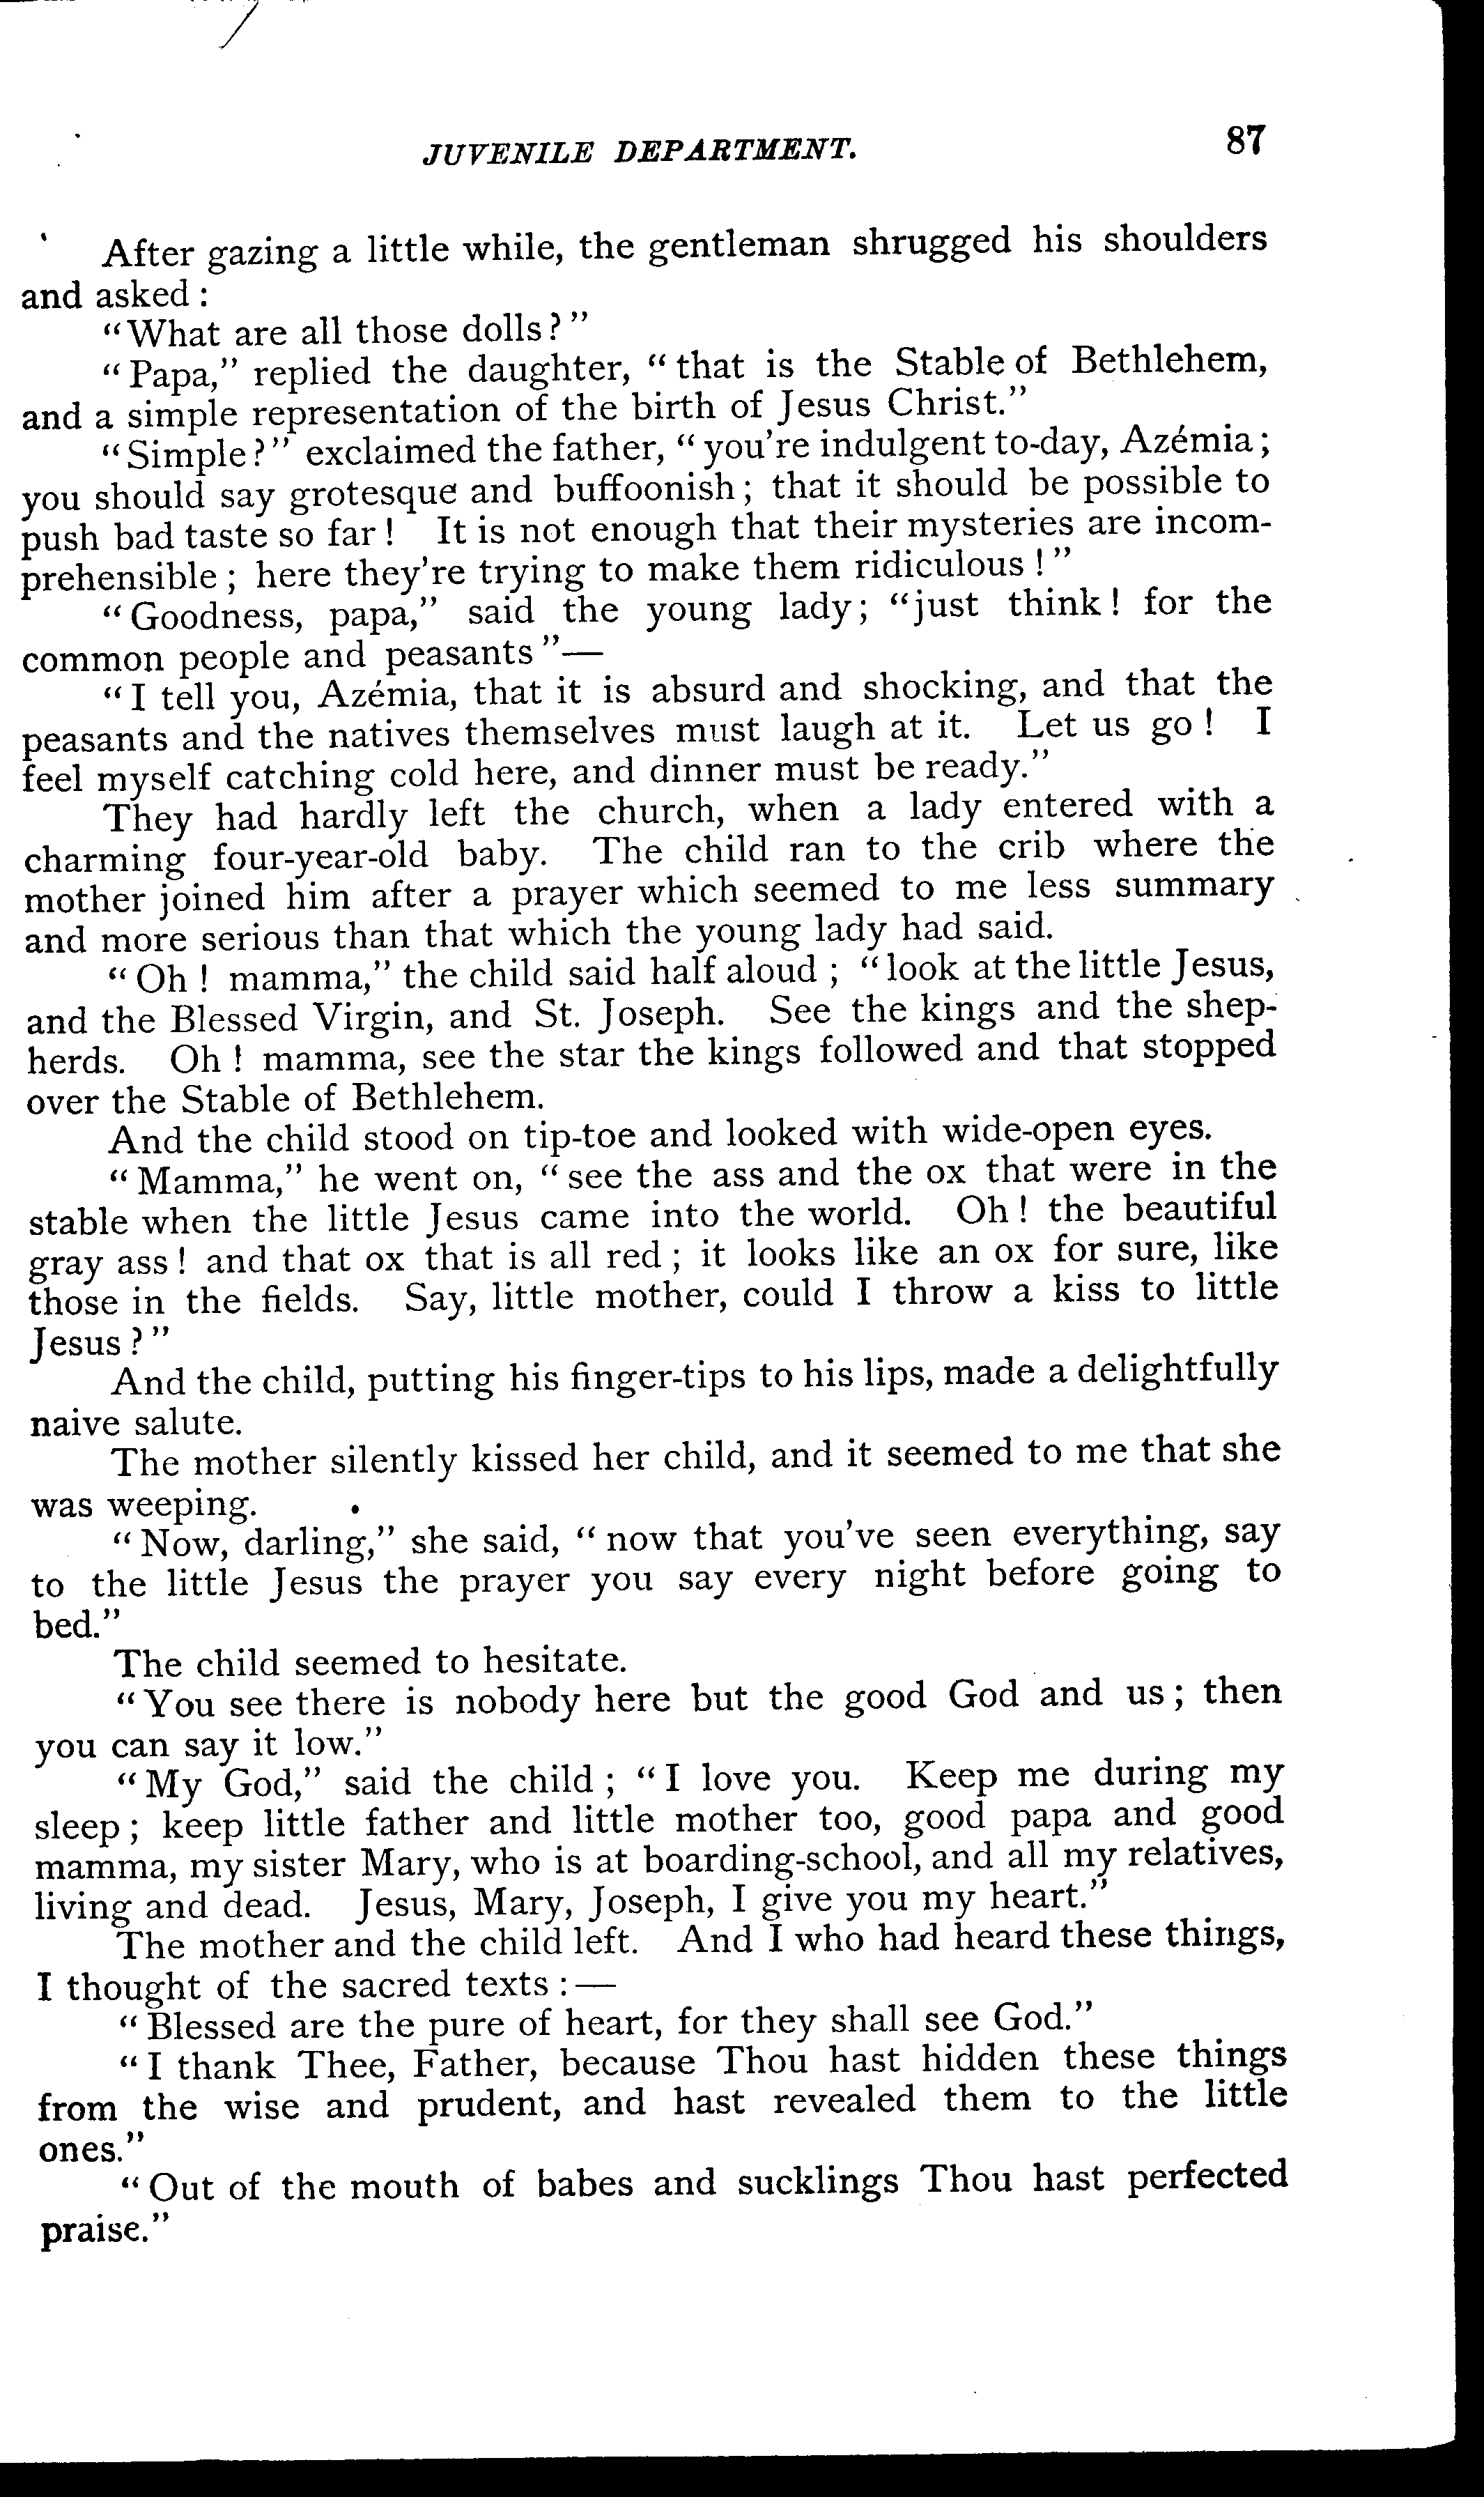 JUVENILE DEPARTMENT. 87
After gazing a little while, the gentleman shrugged his shoulders
and asked :
"What are all those dolls?"
"Papa," replied the daughter, "that is the Stable of Bethlehem,
and a simple representation of the birth of Jesus Christ."
"Simple?" exclaimed the father, "you're indulgent to-day, Azémia;
you should say grotesque and buffoonish; that it should be possible to
push bad taste so far! It is not enough that their mysteries are incom-
prehensible; here they're trying to make them ridiculous!"
"Goodness, papa," said the young lady; "just think! for the
common people and peasants"—
"I tell you, Azémia, that it is absurd and shocking, and that the
peasants and the natives themselves must laugh at it. Let us go! I
feel myself catching cold here, and dinner must be ready."
They had hardly left the church, when a lady entered with a
charming four-year-old baby. The child ran to the crib where the
mother joined him after a prayer which seemed to me less summary
and more serious than that which the young lady had said.
"Oh! mamma," the child said half aloud; "look at the little Jesus,
and the Blessed Virgin, and St. Joseph. See the kings and the shep-
herds. Oh! mamma, see the star the kings followed and that stopped
over the Stable of Bethlehem.
And the child stood on tip-toe and looked with wide-open eyes.
"Mamma," he went on, "see the ass and the ox that were in the
stable when the little Jesus came into the world. Oh! the beautiful
gray ass! and that ox that is all red; it looks like an ox for sure, like
those in the fields. Say, little mother, could I throw a kiss to little
Jesus?"
And the child, putting his finger-tips to his lips, made a delightfully
naive salute.
The mother silently kissed her child, and it seemed to me that she
was weeping.
"Now, darling," she said, "now that you've seen everything, say
to the little Jesus the prayer you say every night before going to
bed."
The child seemed to hesitate.
"You see there is nobody here but the good God and us; then
you can say it low."
"My God," said the child; "I love you. Keep me during my
sleep; keep little father and little mother too, good papa and good
mamma, my sister Mary, who is at boarding-school, and all my relatives,
living and dead. Jesus, Mary, Joseph, I give you my heart."
The mother and the child left. And I who had heard these things,
I thought of the sacred texts :—
"Blessed are the pure of heart, for they shall see God."
"I thank Thee, Father, because Thou hast hidden these things
from the wise and prudent, and hast revealed them to the little
ones."
"Out of the mouth of babes and sucklings Thou hast perfected
praise."